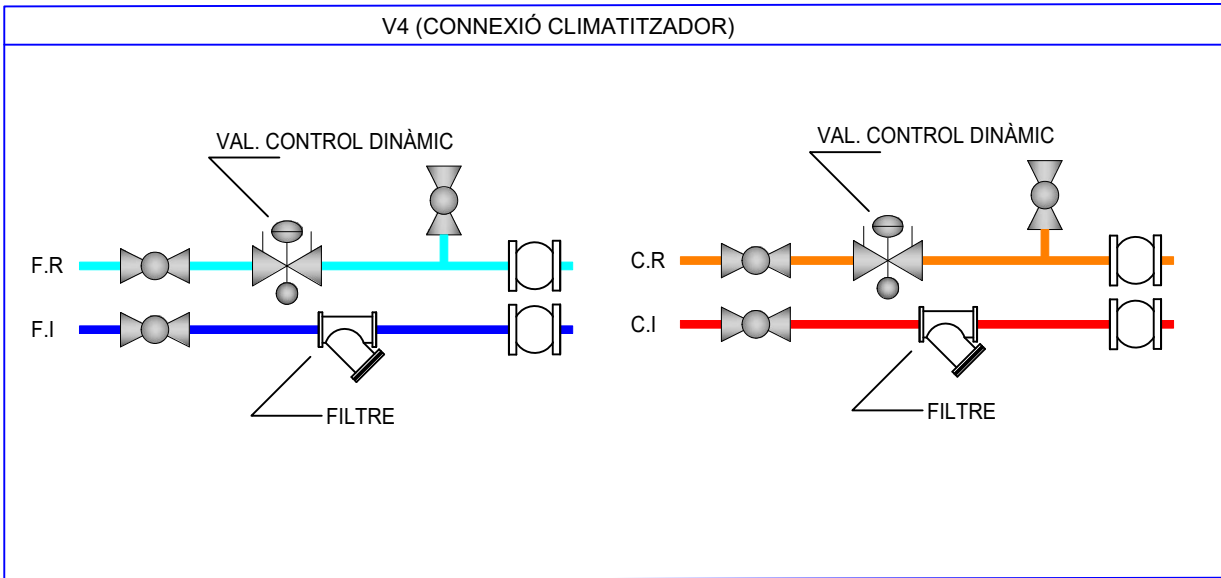 V4 (CONNEXIÓ CLIMATITZADOR)
VAL. CONTROL DINÀMIC
F.R
F.I
FILTRE
VAL. CONTROL DINÀMIC
C.R
C.I
FILTRE